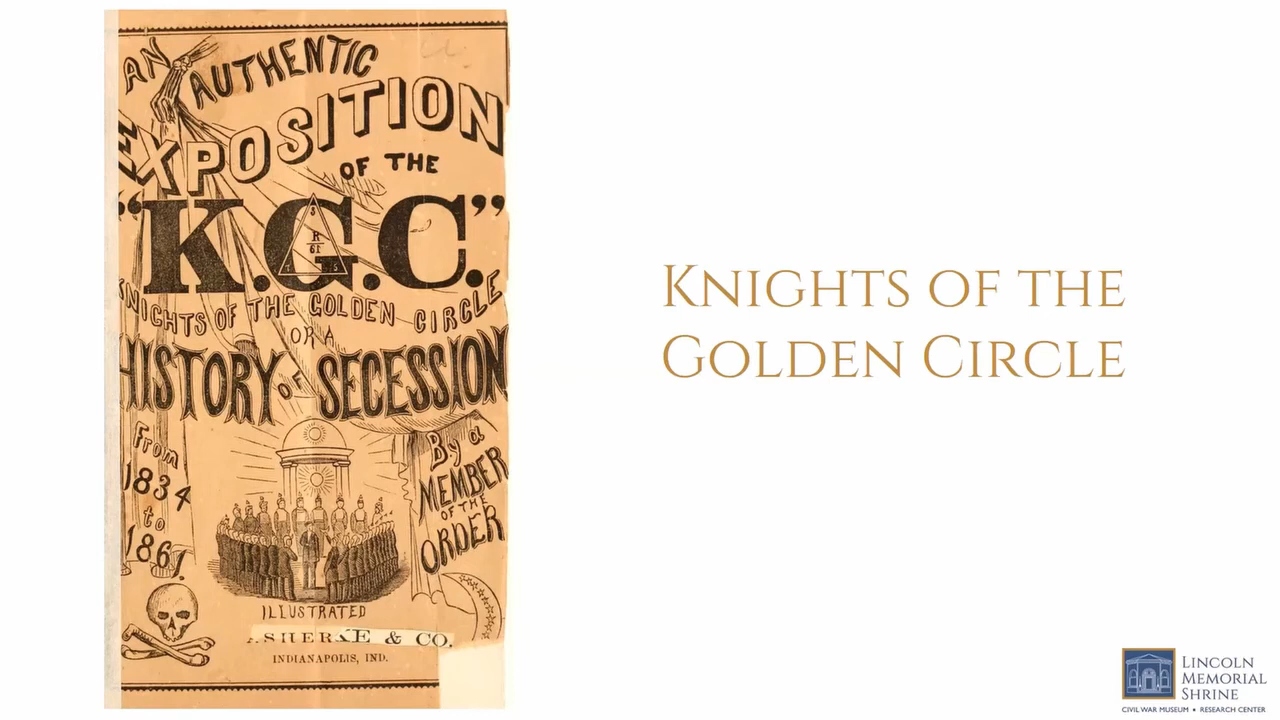 AN
AUTHENTIC
EXPOSITION
OF THE
"K.G.C."
KNIGHTS OF THE GOLDEN CIRCLE
OR A
HISTORY OF SECESSION
From
1834
to
1861.
By a
MEMBER
OF THE
ORDER
ILLUSTRATED
& CO.
INDIANAPOLIS, IND.
KNIGHTS OF THE
GOLDEN CIRCLE
LINCOLN
MEMORIAL
SHRINE
CIVIL WAR MUSEUM • RESEARCH CENTER